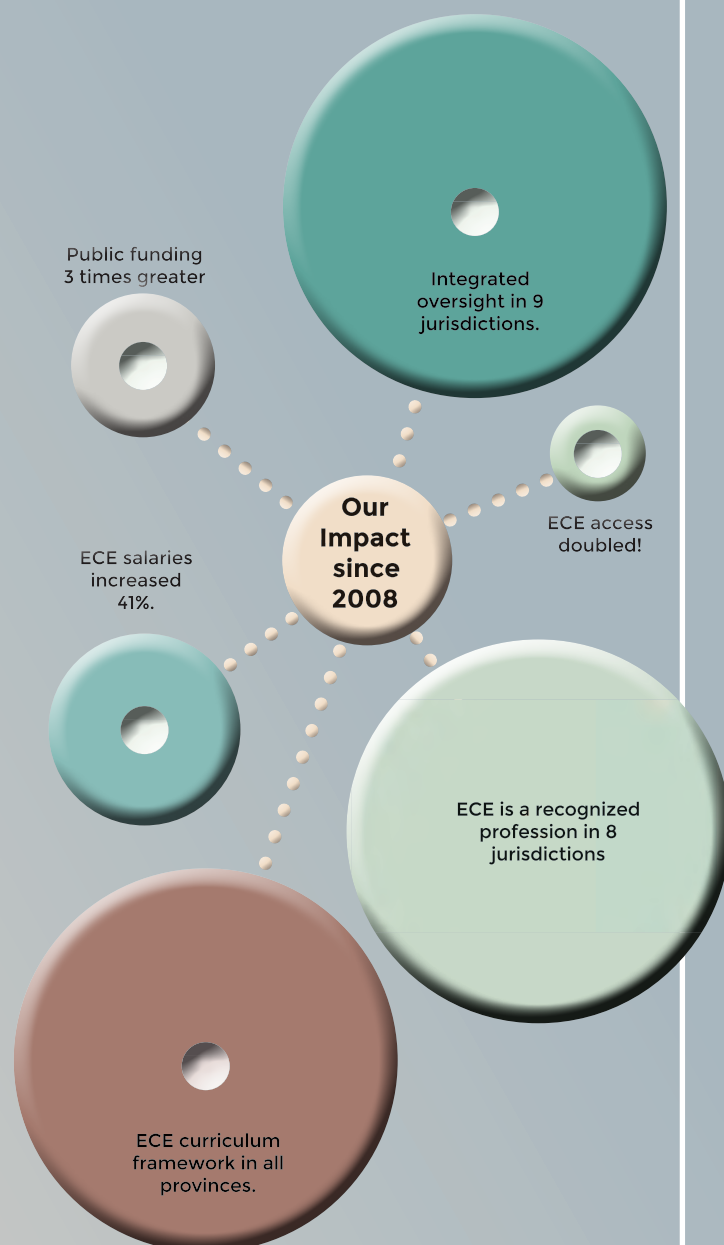 Integrated
oversight in 9
jurisdictions.
Public funding
3 times greater
Our
Impact
since
2008
ECE access
doubled!
ECE salaries
increased
41%.
ECE is a recognized
profession in 8
jurisdictions
ECE curriculum
framework in all
provinces.